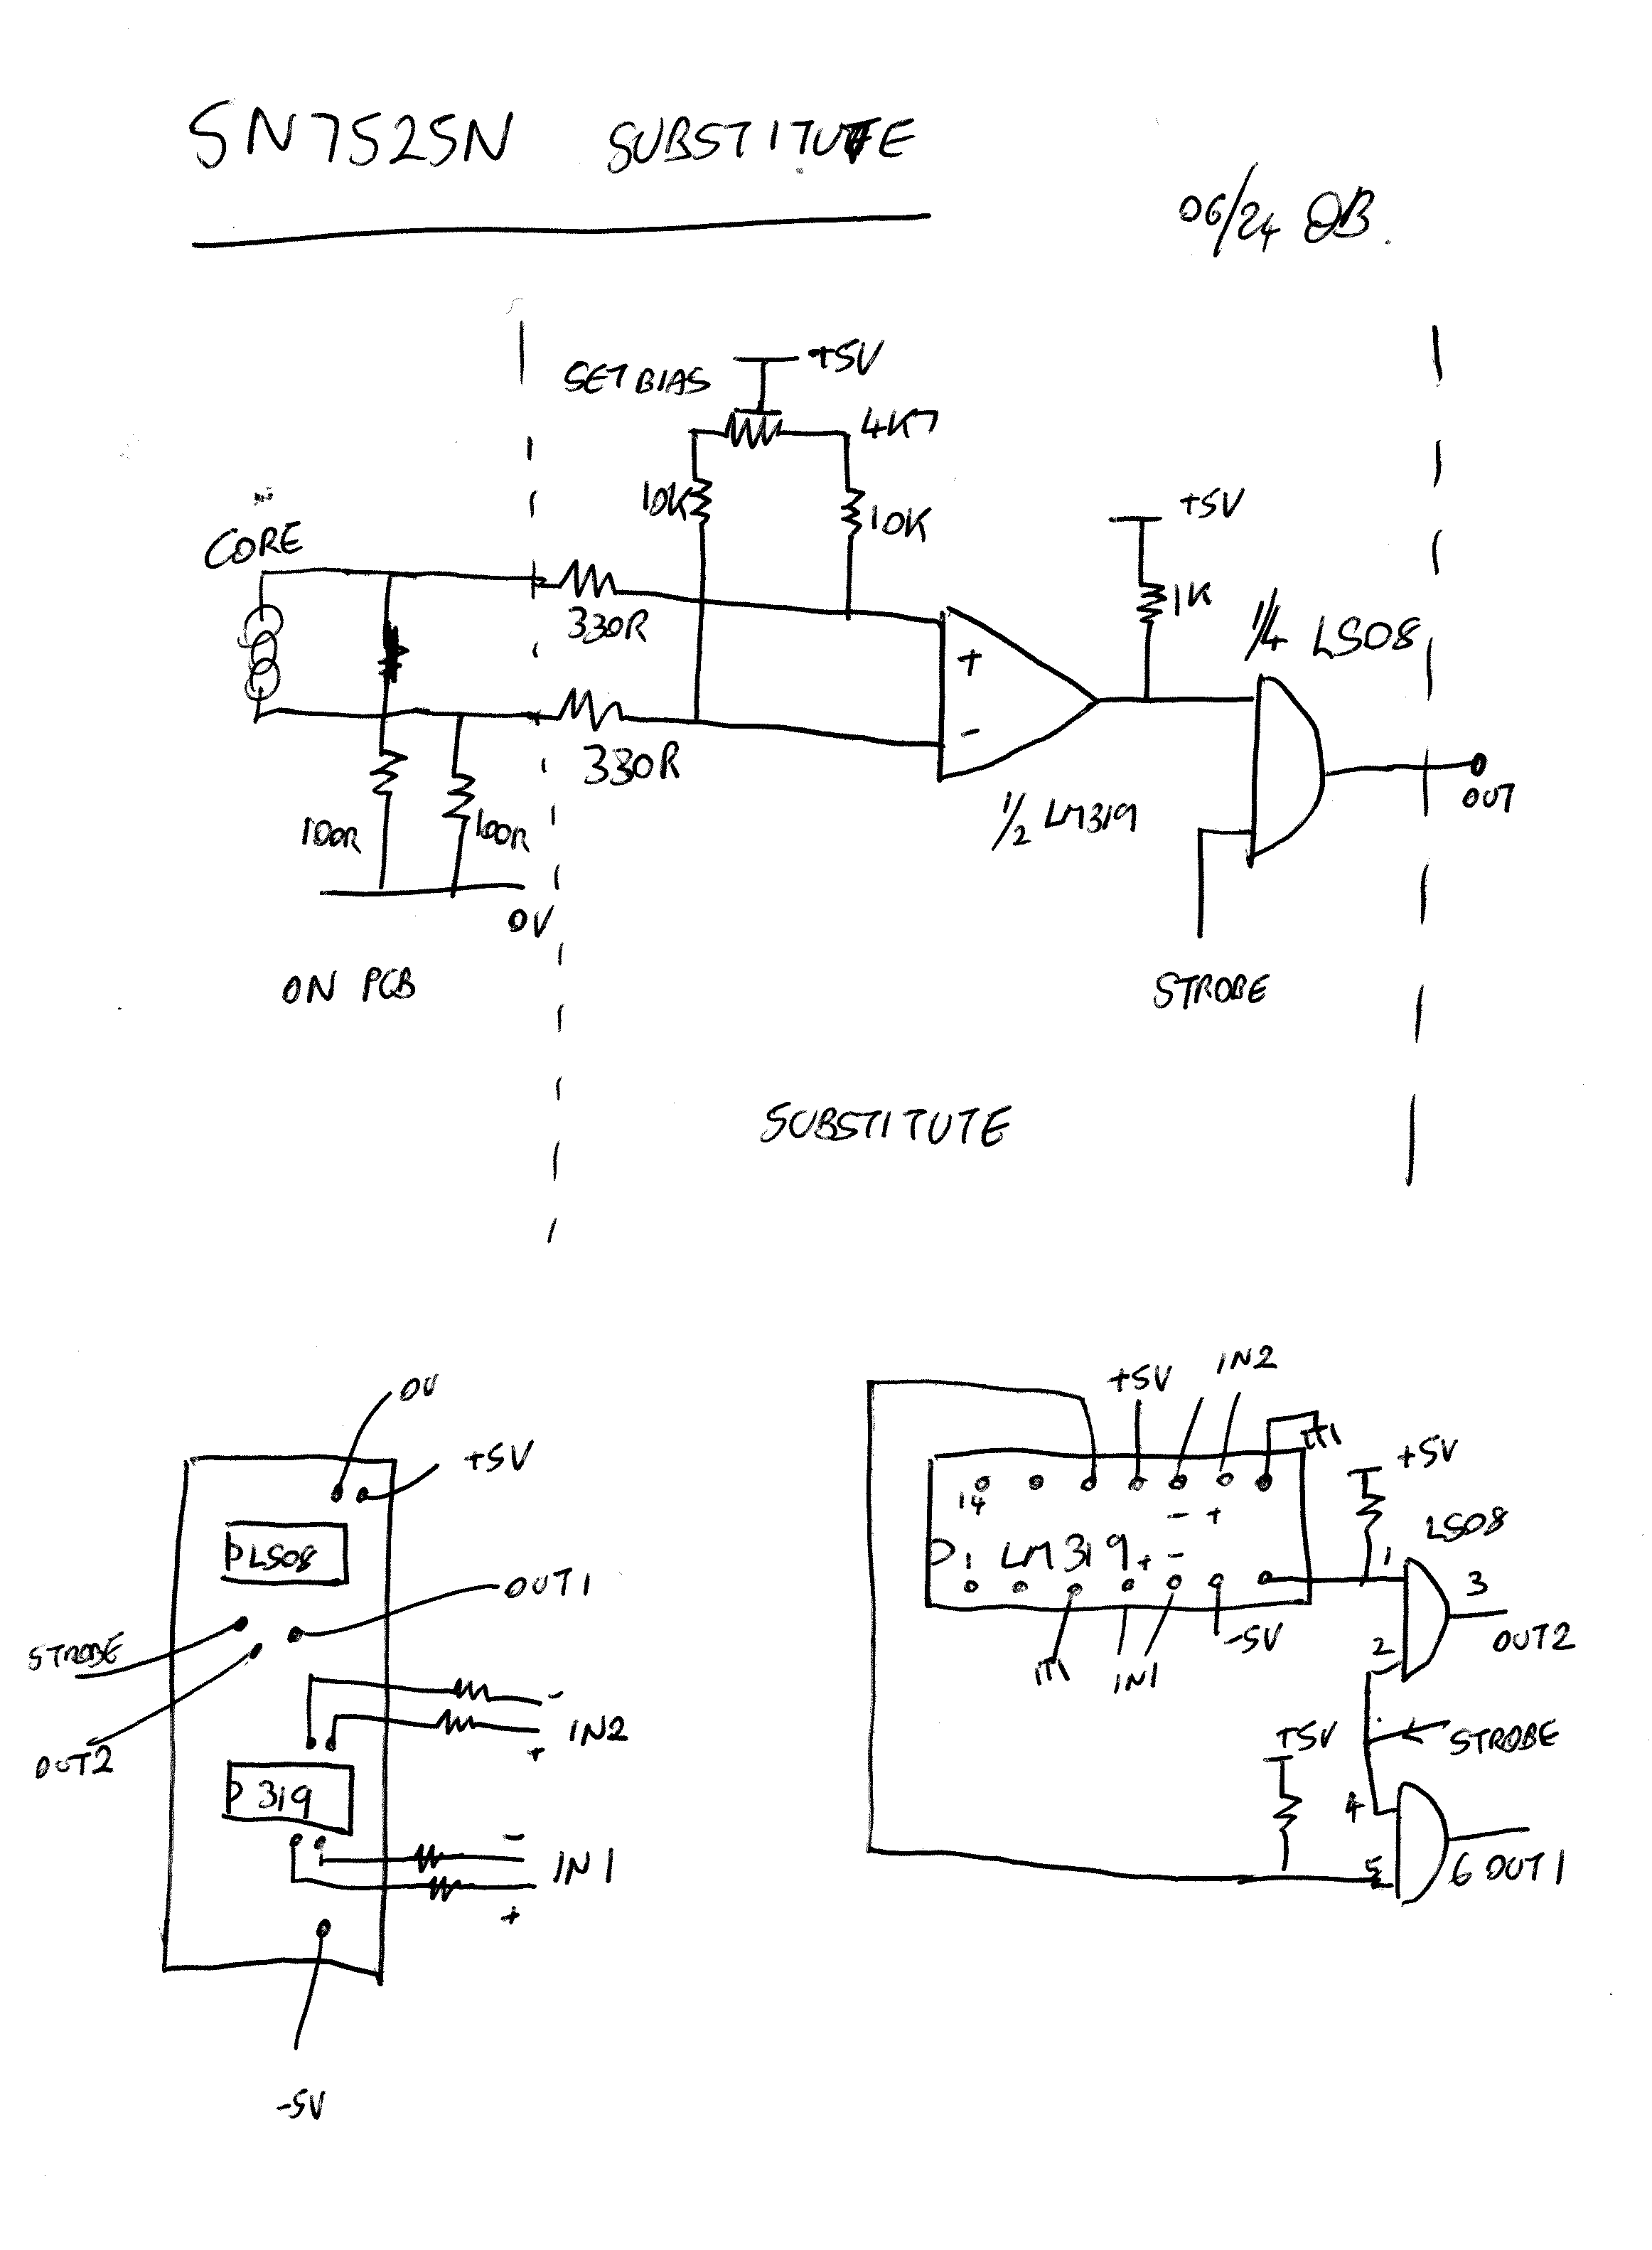 SN7525N SUBSTITUTE
06/24 DB.
SET BIAS
+5V
4K7
10K
10K
+5V
1K
CORE
330R
1/4 LS08
+
-
330R
OUT
100R
100R
1/2 LM319
0V
ON PCB
STROBE
SUBSTITUTE
0V
+5V
LS08
OUT1
STROBE
OUT2
-
IN2
+
319
-
IN1
+
-5V
+5V
IN2
+5V
14
- +
LS08
1 LM319 + -
1
3
2
OUT2
-5V
IN1
STROBE
+5V
4
5
6 OUT1